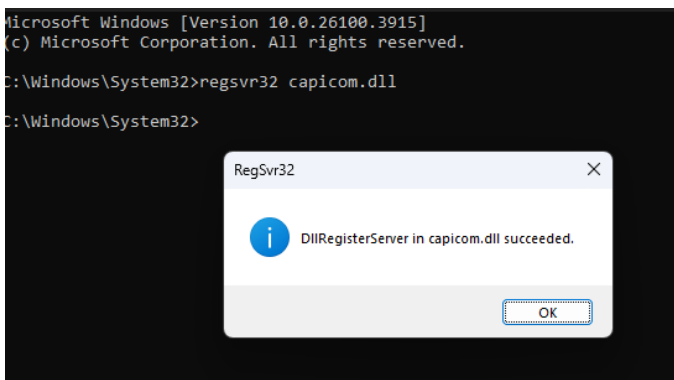 Microsoft Windows [Version 10.0.26100.3915]
(c) Microsoft Corporation. All rights reserved.
C:\Windows\System32>regsvr32 capicom.dll
C:\Windows\System32>
RegSvr32
DllRegisterServer in capicom.dll succeeded.
OK